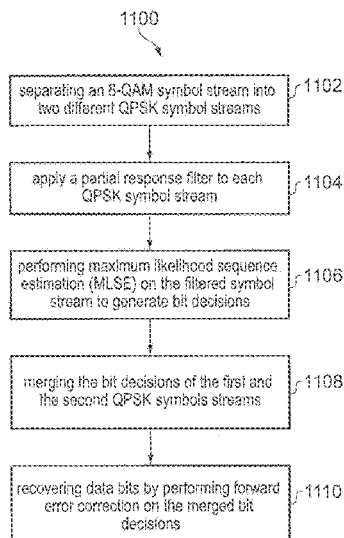 1100
separating an 8-QAM symbol stream into
two different QPSK symbol streams
1102
apply a partial response filter to each
QPSK symbol stream
1104
performing maximum likelihood sequence
estimation (MLSE) on the filtered symbol
stream to generate bit decisions
1106
merging the bit decisions of the first and
the second QPSK symbols streams
1108
recovering data bits by performing forward
error correction on the merged bit
decisions
1110